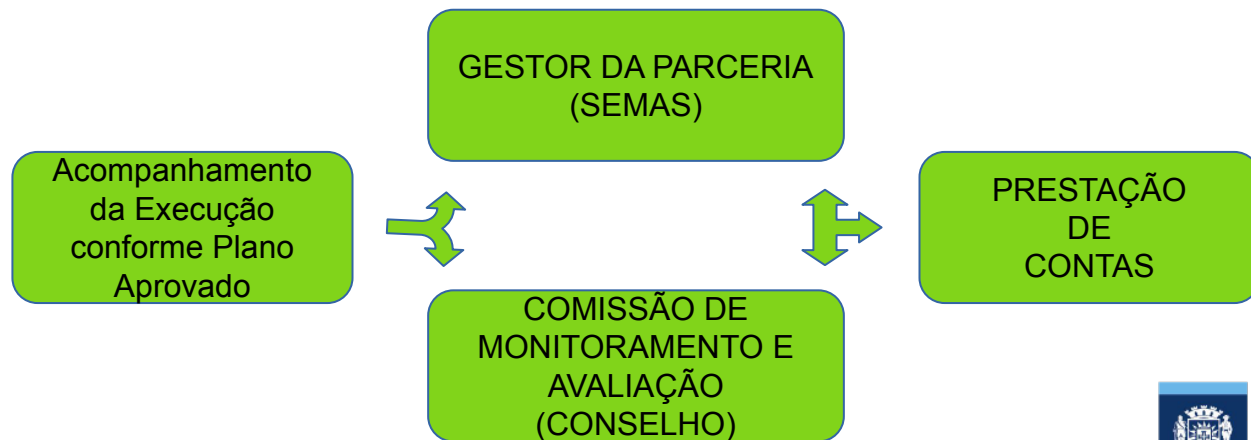 GESTOR DA PARCERIA
(SEMAS)
Acompanhamento
da Execução
conforme Plano
Aprovado
PRESTAÇÃO
DE
CONTAS
COMISSÃO DE
MONITORAMENTO E
AVALIAÇÃO
(CONSELHO)